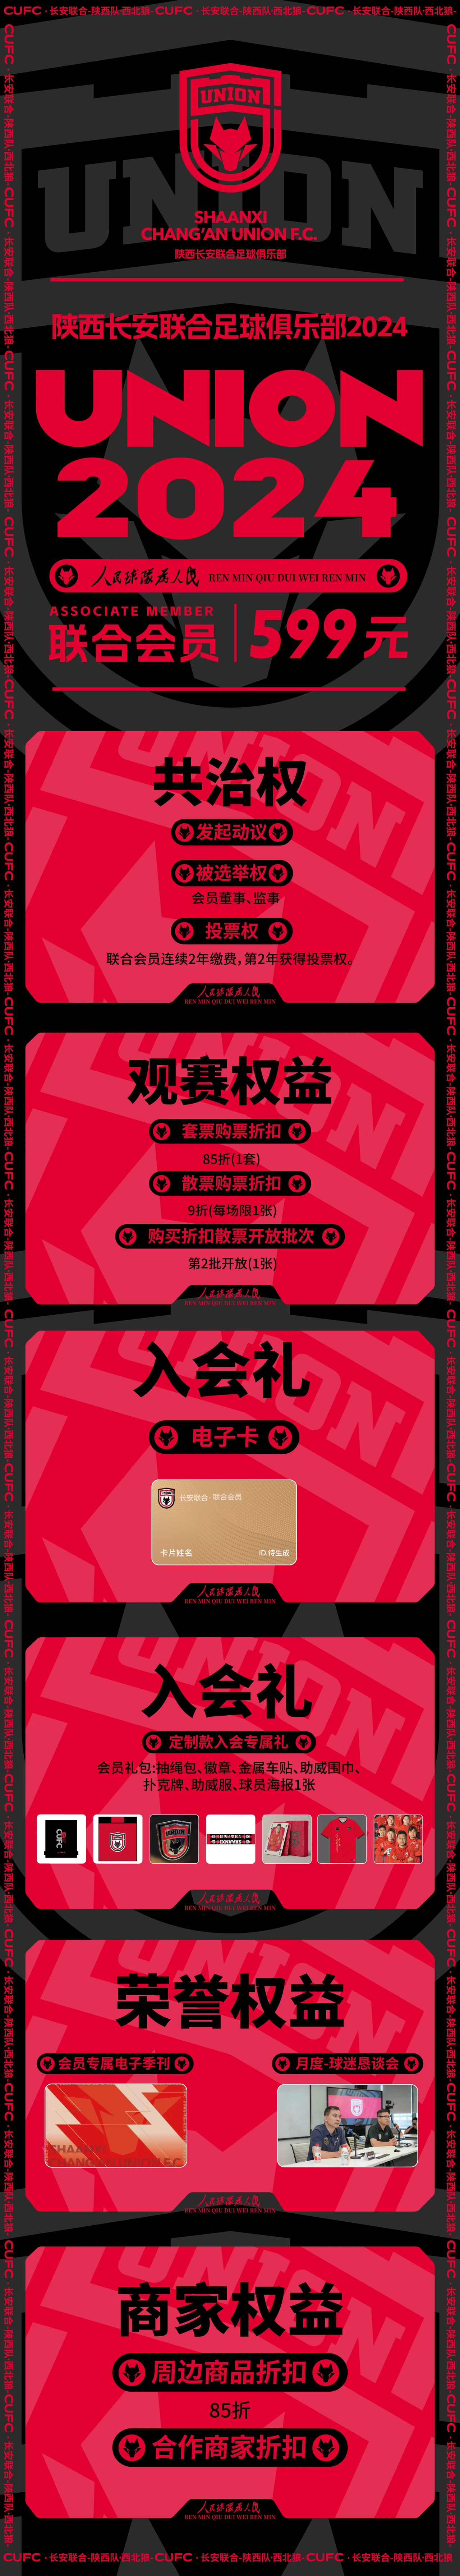 CUFC · 长安联合-陕西队-西北狼· CUFC · 长安联合-陕西队-西北狼· CUFC · 长安联合-陕西队-西北狼·
UNION
UNION
SHAANXI
CHANG'AN UNION F.C.
陕西长安联合足球俱乐部
陕西长安联合足球俱乐部2024
UNION
2024
人民球队为人民 REN MIN QIU DUI WEI REN MIN
ASSOCIATE MEMBER
联合会员 599元
共治权
发起动议
被选举权
会员董事、监事
投票权
联合会员连续2年缴费，第2年获得投票权。
人民球队为人民
REN MIN QIU DUI WEI REN MIN
观赛权益
套票购票折扣
85折(1套)
散票购票折扣
9折(每场限1张)
购买折扣散票开放批次
第2批开放(1张)
人民球队为人民
REN MIN QIU DUI WEI REN MIN
入会礼
电子卡
长安联合· 联合会员
卡片姓名 ID.待生成
人民球队为人民
REN MIN QIU DUI WEI REN MIN
入会礼
定制款入会专属礼
会员礼包:抽绳包、徽章、金属车贴、助威围巾、
扑克牌、助威服、球员海报1张
人民球队为人民
REN MIN QIU DUI WEI REN MIN
荣誉权益
会员专属电子季刊 月度-球迷恳谈会
SHAANXI
CHANG'AN UNION F.C.
人民球队为人民
REN MIN QIU DUI WEI REN MIN
商家权益
周边商品折扣
85折
合作商家折扣
人民球队为人民
REN MIN QIU DUI WEI REN MIN
CUFC · 长安联合-陕西队-西北狼· CUFC · 长安联合-陕西队-西北狼· CUFC · 长安联合-陕西队-西北狼·